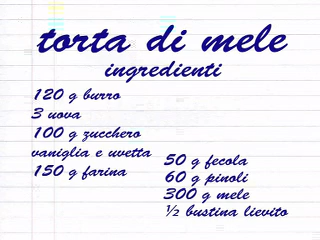 torta di mele
ingredienti
120 g burro
3 uova
100 g zucchero
vaniglia e uvetta
150 g farina
50 g fecola
60 g pinoli
300 g mele
½ bustina lievito